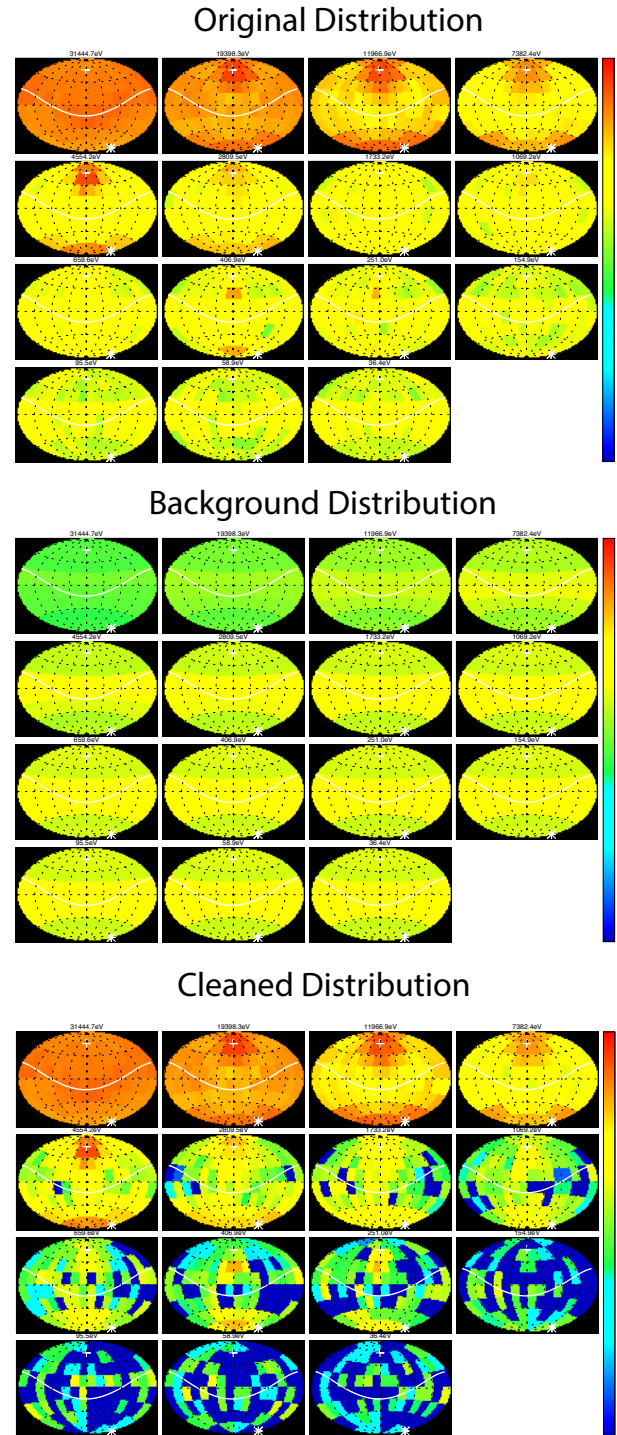 Original Distribution
31444.7eV 19398.3eV 11966.9eV 7382.4eV
4554.2eV 2809.5eV 1733.2eV 1069.2eV
659.6eV 406.9eV 251.0eV 154.9eV
95.5eV 58.9eV 36.4eV
Background Distribution
31444.7eV 19398.3eV 11966.9eV 7382.4eV
4554.2eV 2809.5eV 1733.2eV 1069.2eV
659.6eV 406.9eV 251.0eV 154.9eV
95.5eV 58.9eV 36.4eV
Cleaned Distribution
31444.7eV 19398.3eV 11966.9eV 7382.4eV
4554.2eV 2809.5eV 1733.2eV 1069.2eV
659.6eV 406.9eV 251.0eV 154.9eV
95.5eV 58.9eV 36.4eV